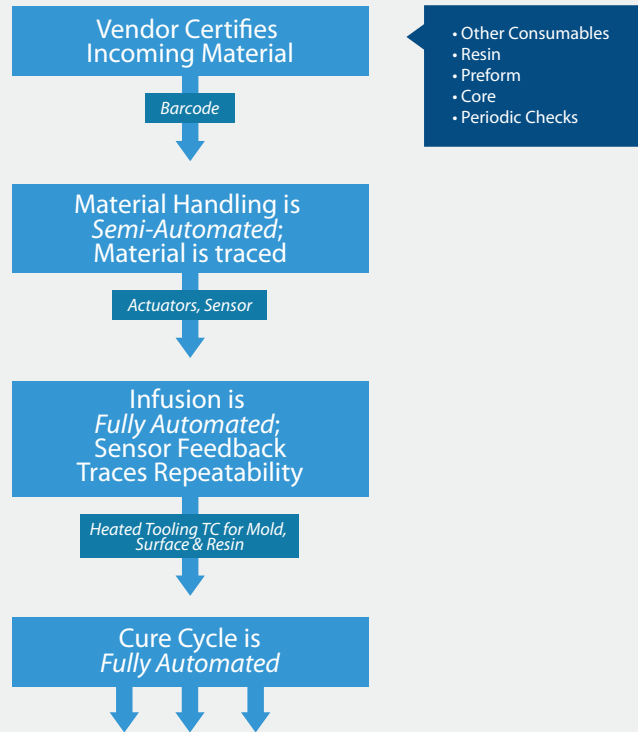 Vendor Certifies
Incoming Material
• Other Consumables
• Resin
• Preform
• Core
• Periodic Checks
Barcode
Material Handling is
Semi-Automated;
Material is traced
Actuators, Sensor
Infusion is
Fully Automated;
Sensor Feedback
Traces Repeatability
Heated Tooling TC for Mold,
Surface & Resin
Cure Cycle is
Fully Automated